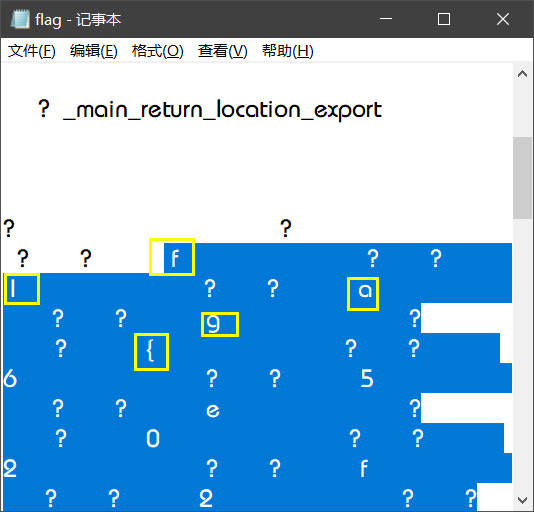 flag - 记事本
文件(F) 编辑(E) 格式(O) 查看(V) 帮助(H)
? _main_return_location_export
? ?
? ? f ? ?
l ? ? a
? ? g ?
? { ? ?
6 ? ? 5
? ? e ?
? 0 ? ?
2 ? ? f
? ? 2 ? ?